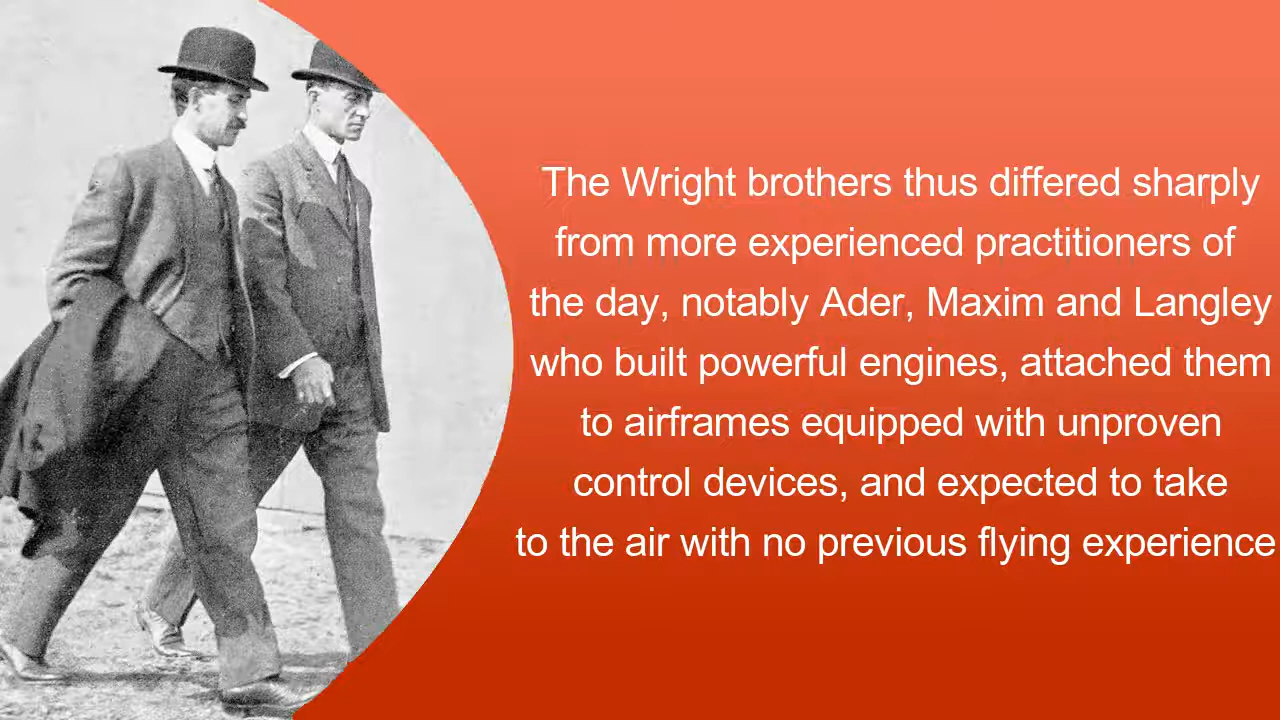 The Wright brothers thus differed sharply
from more experienced practitioners of
the day, notably Ader, Maxim and Langley
who built powerful engines, attached them
to airframes equipped with unproven
control devices, and expected to take
to the air with no previous flying experience